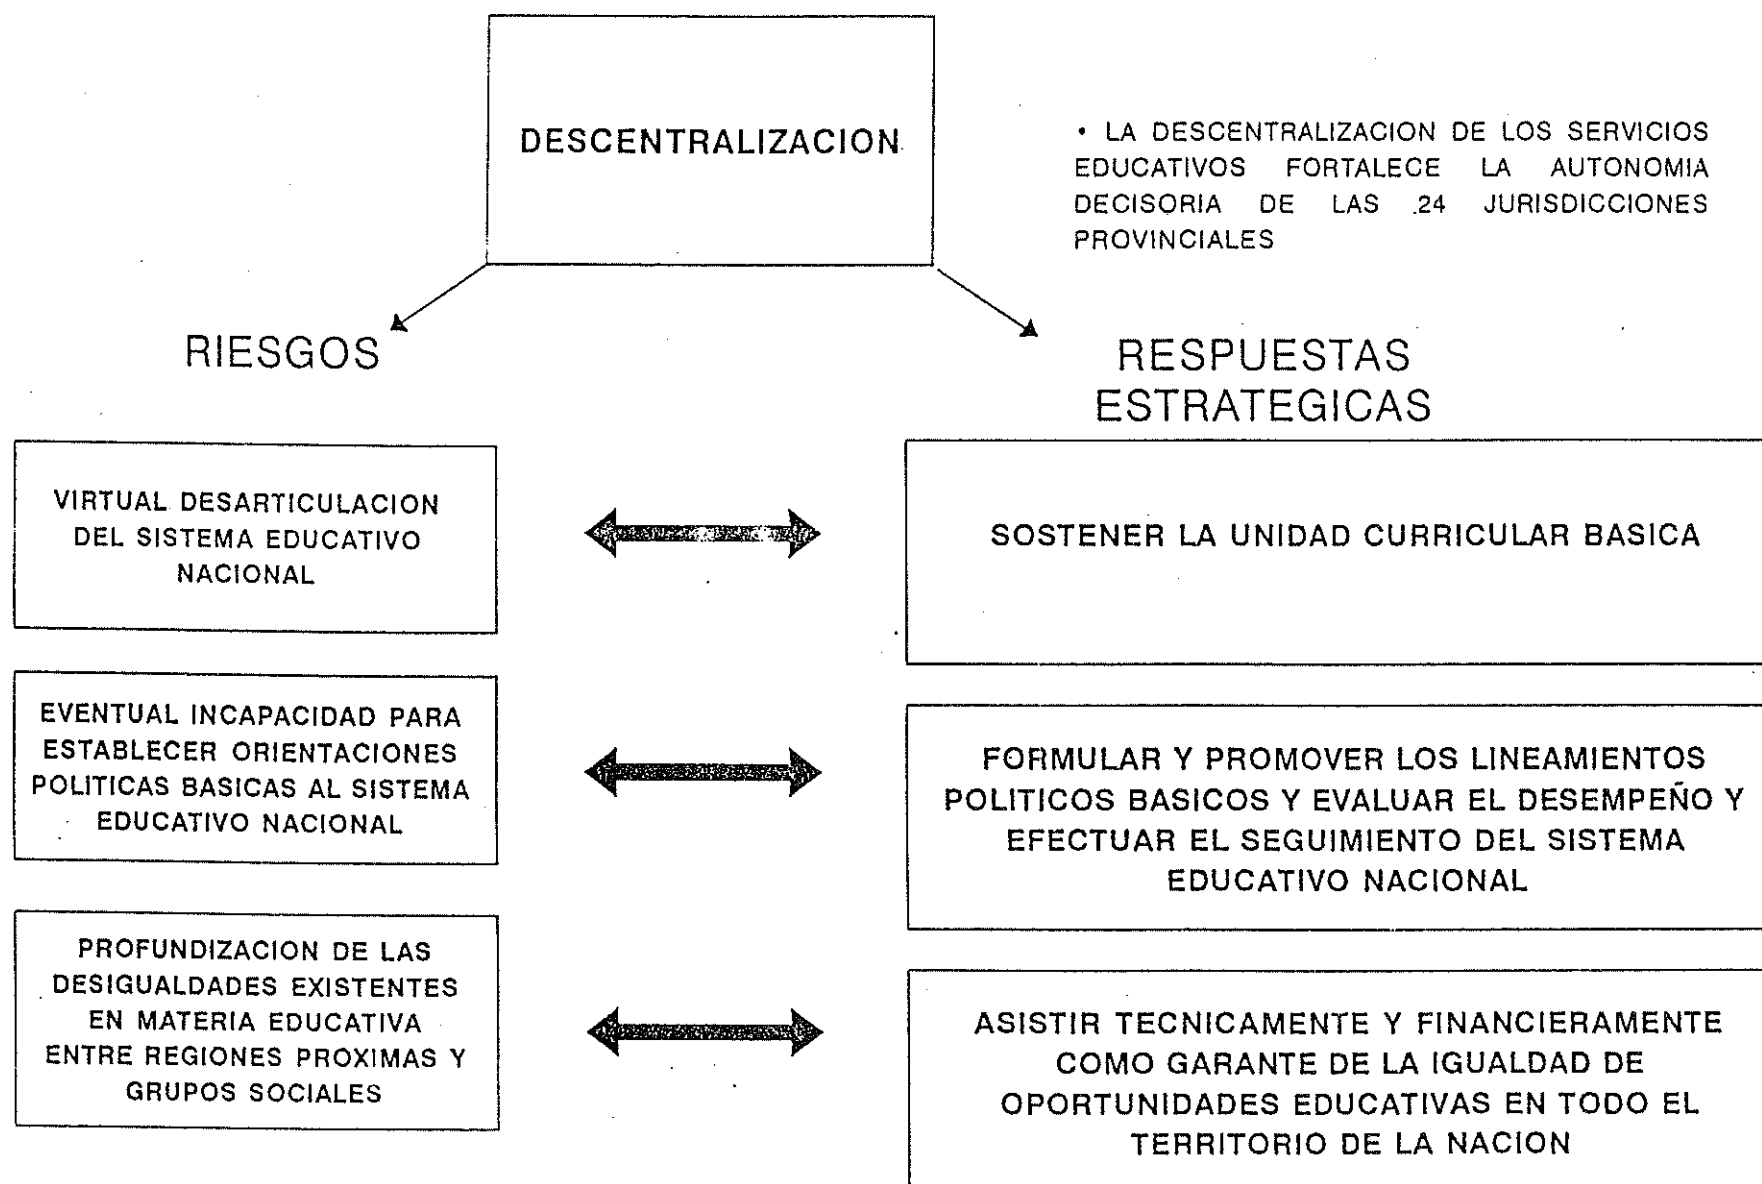 DESCENTRALIZACION
• LA DESCENTRALIZACION DE LOS SERVICIOS
EDUCATIVOS FORTALECE LA AUTONOMIA
DECISORIA DE LAS 24 JURISDICCIONES
PROVINCIALES
RIESGOS
RESPUESTAS
ESTRATEGICAS
VIRTUAL DESARTICULACION
DEL SISTEMA EDUCATIVO
NACIONAL
SOSTENER LA UNIDAD CURRICULAR BASICA
EVENTUAL INCAPACIDAD PARA
ESTABLECER ORIENTACIONES
POLITICAS BASICAS AL SISTEMA
EDUCATIVO NACIONAL
FORMULAR Y PROMOVER LOS LINEAMIENTOS
POLITICOS BASICOS Y EVALUAR EL DESEMPEÑO Y
EFECTUAR EL SEGUIMIENTO DEL SISTEMA
EDUCATIVO NACIONAL
PROFUNDIZACION DE LAS
DESIGUALDADES EXISTENTES
EN MATERIA EDUCATIVA
ENTRE REGIONES PROXIMAS Y
GRUPOS SOCIALES
ASISTIR TECNICAMENTE Y FINANCIERAMENTE
COMO GARANTE DE LA IGUALDAD DE
OPORTUNIDADES EDUCATIVAS EN TODO EL
TERRITORIO DE LA NACION